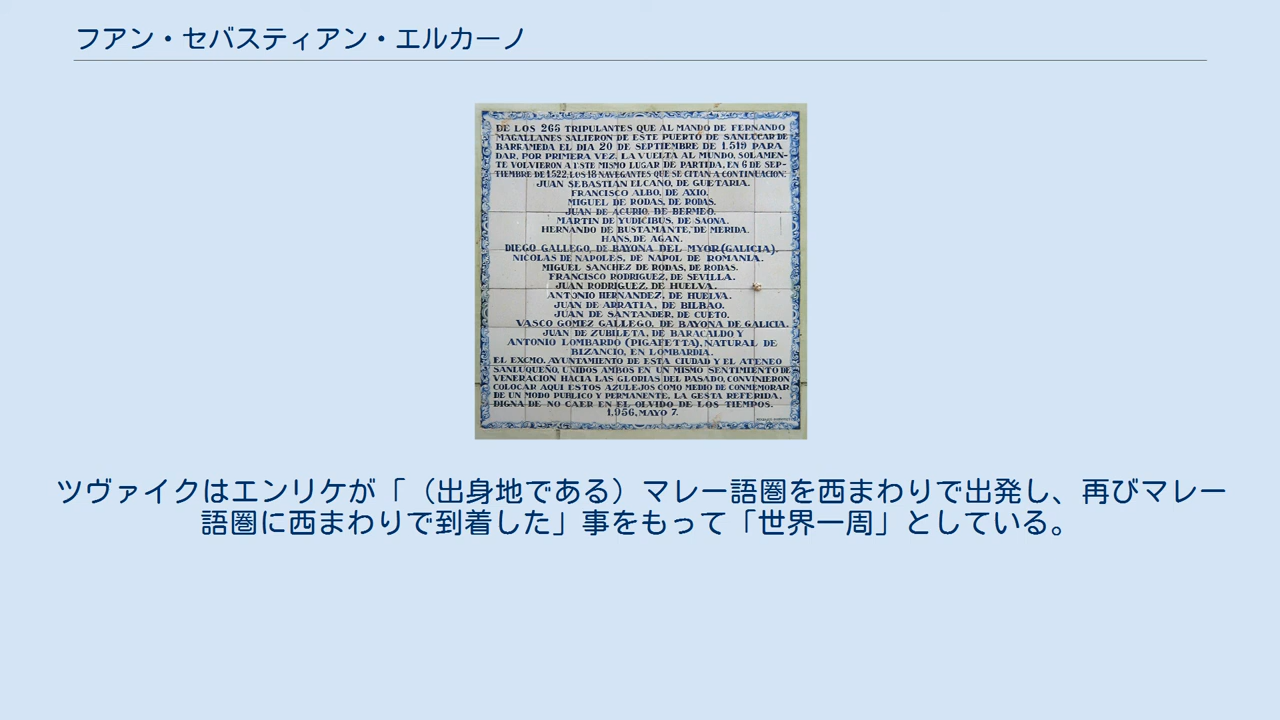 フアン・セバスティアン・エルカーノ
DE LOS 265 TRIPULANTES QUE AL MANDO DE FERNANDO
MAGALLANES SALIERON DE ESTE PUERTO DE SANLUCAR DE
BARRAMEDA EL DIA 20 DE SEPTIEMBRE DE 1.519 PARA
DAR, POR PRIMERA VEZ, LA VUELTA AL MUNDO, SOLAMEN-
TE VOLVIERON A ESTE MISMO LUGAR DE PARTIDA, EN 6 DE SEP-
TIEMBRE DE 1.522, LOS 18 NAVEGANTES QUE SE CITAN A CONTINUACION:
JUAN SEBASTIAN ELCANO, DE GUETARIA.
FRANCISCO ALBO, DE AXIO.
MIGUEL DE RODAS, DE RODAS.
JUAN DE ACURIO, DE BERMEO.
MARTIN DE YUDICIBUS, DE SAONA.
HERNANDO DE BUSTAMANTE, DE MERIDA.
HANS, DE AGAN.
DIEGO GALLEGO, DE BAYONA DEL MYOR (GALICIA).
NICOLAS DE NAPOLES, DE NAPOL DE ROMANIA.
MIGUEL SANCHEZ DE RODAS, DE RODAS.
FRANCISCO RODRIGUEZ, DE SEVILLA.
JUAN RODRIGUEZ, DE HUELVA.
ANTONIO HERNANDEZ, DE HUELVA.
JUAN DE ARRATIA, DE BILBAO.
JUAN DE SANTANDER, DE CUETO.
VASCO GOMEZ GALLEGO, DE BAYONA DE GALICIA.
JUAN DE ZUBILETA, DE BARACALDO Y
ANTONIO LOMBARDO (PIGAFETTA), NATURAL DE
BIZANCIO, EN LOMBARDIA.
EL EXCMO. AYUNTAMIENTO DE ESTA CIUDAD Y EL ATENEO
SANLUQUEÑO, UNIDOS AMBOS EN UN MISMO SENTIMIENTO DE
VENERACION HACIA LAS GLORIAS DEL PASADO, CONVINIERON
COLOCAR AQUI ESTOS AZULEJOS COMO MEDIO DE CONMEMORAR
DE UN MODO PUBLICO Y PERMANENTE, LA GESTA REFERIDA,
DIGNA DE NO CAER EN EL OLVIDO DE LOS TIEMPOS.
1.956, MAYO 7.
ツヴァイクはエンリケが「（出身地である）マレー語圏を西まわりで出発し、再びマレー
語圏に西まわりで到着した」事をもって「世界一周」としている。